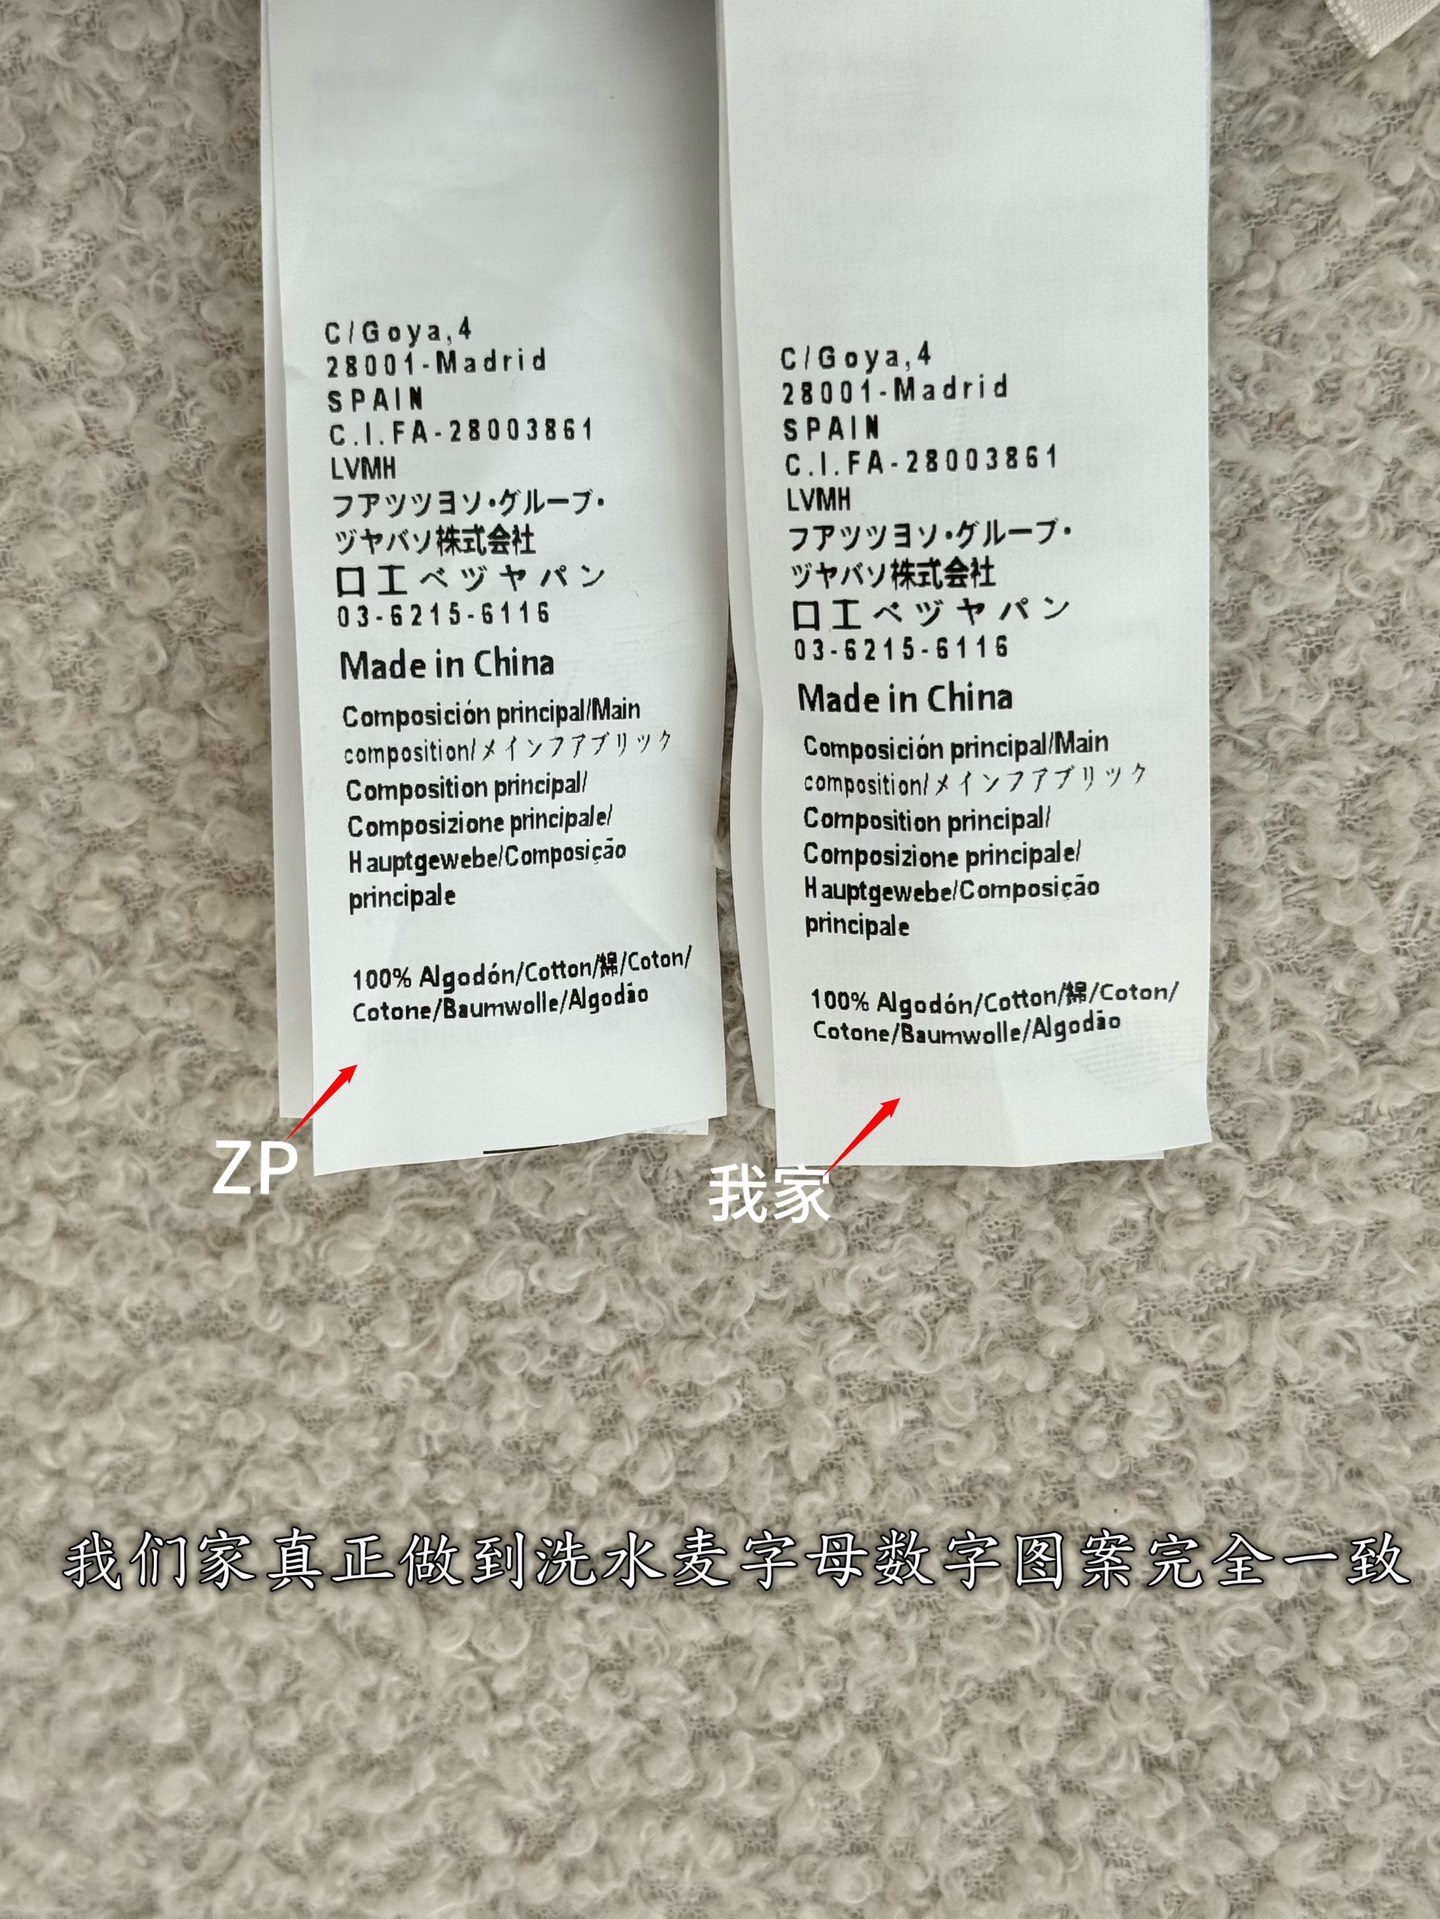 C/Goya,4
28001-Madrid
SPAIN
C.I.FA-28003861
LVMH
フアツツヨソ・グルーブ・
ヅヤバソ株式会社
口工ベヅヤパン
03-6215-6116
Made in China
Composición principal/Main
composition/メインフアブリック
Composition principal/
Composizione principale/
Hauptgewebe/Composição
principale
100% Algodón/Cotton/綿/Coton/
Cotone/Baumwolle/Algodão
ZP
C/Goya,4
28001-Madrid
SPAIN
C.I.FA-28003861
LVMH
フアツツヨソ・グルーブ・
ヅヤバソ株式会社
口工ベヅヤパン
03-6215-6116
Made in China
Composición principal/Main
composition/メインフアブリック
Composition principal/
Composizione principale/
Hauptgewebe/Composição
principale
100% Algodón/Cotton/綿/Coton/
Cotone/Baumwolle/Algodão
我家
我们家真正做到洗水麦字母数字图案完全一致